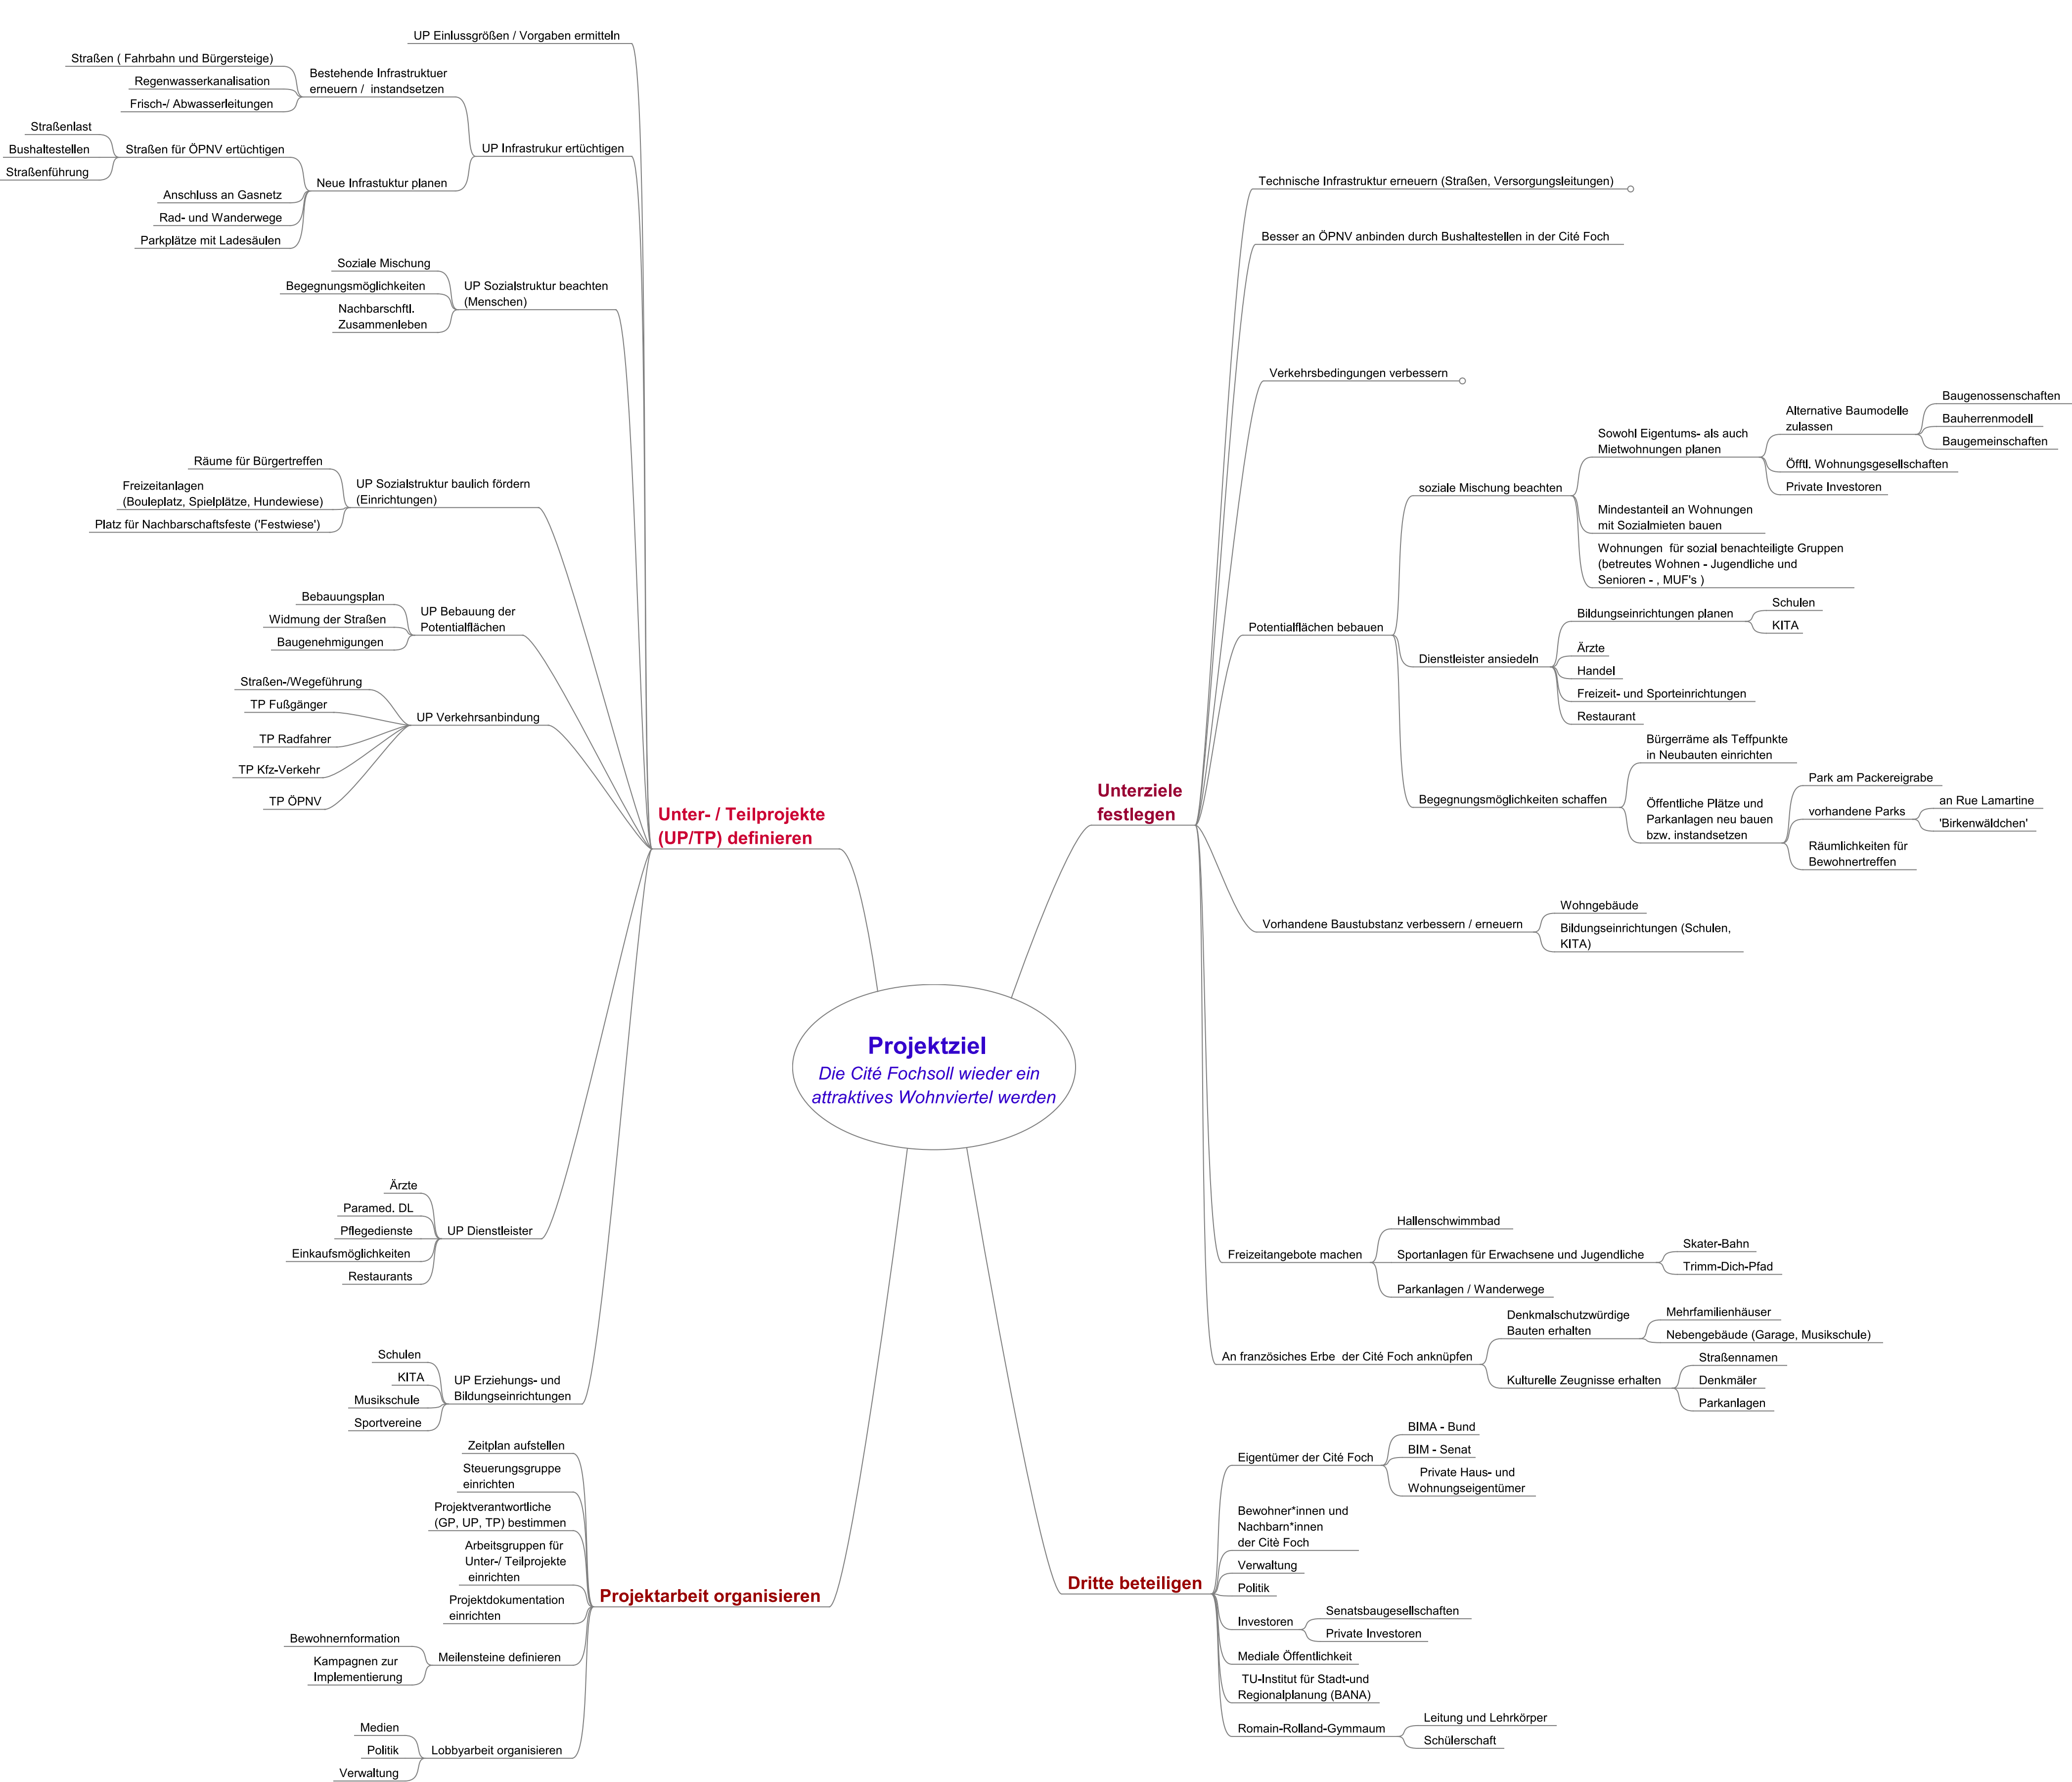 Projektziel
Die Cité Fochsoll wieder ein
attraktives Wohnviertel werden
Unter- / Teilprojekte
(UP/TP) definieren
UP Einlussgrößen / Vorgaben ermitteln
UP Infrastrukur ertüchtigen
Bestehende Infrastruktuer
erneuern /  instandsetzen
Straßen ( Fahrbahn und Bürgersteige)
Regenwasserkanalisation
Frisch-/ Abwasserleitungen
Neue Infrastuktur planen
Straßen für ÖPNV ertüchtigen
Straßenlast
Bushaltestellen
Straßenführung
Anschluss an Gasnetz
Rad- und Wanderwege
Parkplätze mit Ladesäulen
UP Sozialstruktur beachten
(Menschen)
Soziale Mischung
Begegnungsmöglichkeiten
Nachbarschftl.
Zusammenleben
UP Sozialstruktur baulich fördern
(Einrichtungen)
Räume für Bürgertreffen
Freizeitanlagen
(Bouleplatz, Spielplätze, Hundewiese)
Platz für Nachbarschaftsfeste ('Festwiese')
UP Bebauung der
Potentialflächen
Bebauungsplan
Widmung der Straßen
Baugenehmigungen
UP Verkehrsanbindung
Straßen-/Wegeführung
TP Fußgänger
TP Radfahrer
TP Kfz-Verkehr
TP ÖPNV
UP Dienstleister
Ärzte
Paramed. DL
Pflegedienste
Einkaufsmöglichkeiten
Restaurants
UP Erziehungs- und
Bildungseinrichtungen
Schulen
KITA
Musikschule
Sportvereine
Projektarbeit organisieren
Zeitplan aufstellen
Steuerungsgruppe
einrichten
Projektverantwortliche
(GP, UP, TP) bestimmen
Arbeitsgruppen für
Unter-/ Teilprojekte
einrichten
Projektdokumentation
einrichten
Meilensteine definieren
Bewohnernformation
Kampagnen zur
Implementierung
Lobbyarbeit organisieren
Medien
Politik
Verwaltung
Unterziele
festlegen
Technische Infrastruktur erneuern (Straßen, Versorgungsleitungen)
Besser an ÖPNV anbinden durch Bushaltestellen in der Cité Foch
Verkehrsbedingungen verbessern
Potentialflächen bebauen
soziale Mischung beachten
Sowohl Eigentums- als auch
Mietwohnungen planen
Alternative Baumodelle
zulassen
Baugenossenschaften
Bauherrenmodell
Baugemeinschaften
Öfftl. Wohnungsgesellschaften
Private Investoren
Mindestanteil an Wohnungen
mit Sozialmieten bauen
Wohnungen  für sozial benachteiligte Gruppen
(betreutes Wohnen - Jugendliche und
Senioren - , MUF's )
Dienstleister ansiedeln
Bildungseinrichtungen planen
Schulen
KITA
Ärzte
Handel
Freizeit- und Sporteinrichtungen
Restaurant
Begegnungsmöglichkeiten schaffen
Bürgerräme als Teffpunkte
in Neubauten einrichten
Öffentliche Plätze und
Parkanlagen neu bauen
bzw. instandsetzen
Park am Packereigrabe
vorhandene Parks
an Rue Lamartine
'Birkenwäldchen'
Räumlichkeiten für
Bewohnertreffen
Vorhandene Baustubstanz verbessern / erneuern
Wohngebäude
Bildungseinrichtungen (Schulen,
KITA)
Freizeitangebote machen
Hallenschwimmbad
Sportanlagen für Erwachsene und Jugendliche
Skater-Bahn
Trimm-Dich-Pfad
Parkanlagen / Wanderwege
An französiches Erbe  der Cité Foch anknüpfen
Denkmalschutzwürdige
Bauten erhalten
Mehrfamilienhäuser
Nebengebäude (Garage, Musikschule)
Kulturelle Zeugnisse erhalten
Straßennamen
Denkmäler
Parkanlagen
Dritte beteiligen
Eigentümer der Cité Foch
BIMA - Bund
BIM - Senat
Private Haus- und
Wohnungseigentümer
Bewohner*innen und
Nachbarn*innen
der Citè Foch
Verwaltung
Politik
Investoren
Senatsbaugesellschaften
Private Investoren
Mediale Öffentlichkeit
TU-Institut für Stadt-und
Regionalplanung (BANA)
Romain-Rolland-Gymmaum
Leitung und Lehrkörper
Schülerschaft